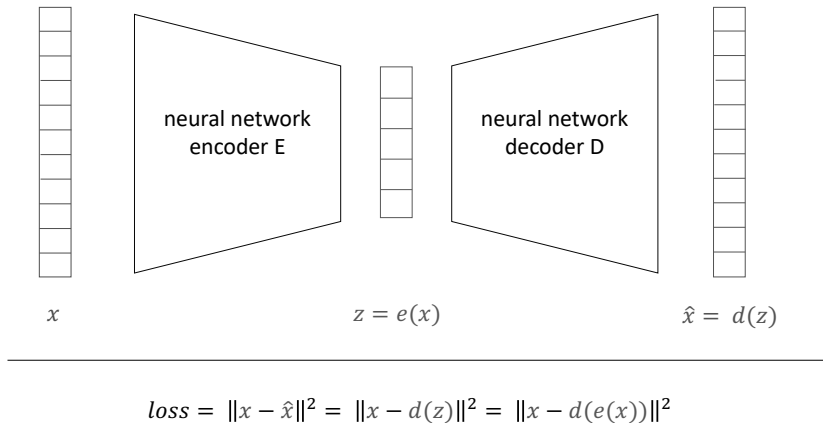 neural network
encoder E
neural network
decoder D
x
z = e(x)
x̂ = d(z)
loss = ‖x − x̂‖² = ‖x − d(z)‖² = ‖x − d(e(x))‖²